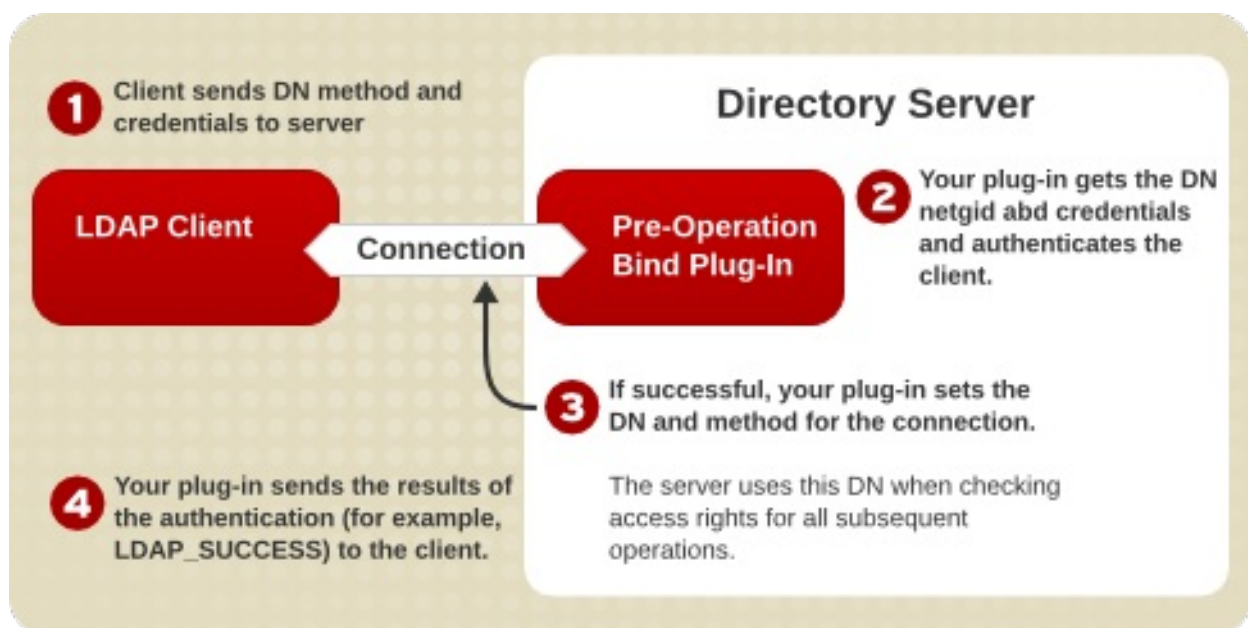 1
Client sends DN method and
credentials to server
Directory Server
LDAP Client
Connection
Pre-Operation
Bind Plug-In
2
Your plug-in gets the DN
netgid abd credentials
and authenticates the
client.
3
If successful, your plug-in sets the
DN and method for the connection.
The server uses this DN when checking
access rights for all subsequent
operations.
4
Your plug-in sends the results of
the authentication (for example,
LDAP_SUCCESS) to the client.